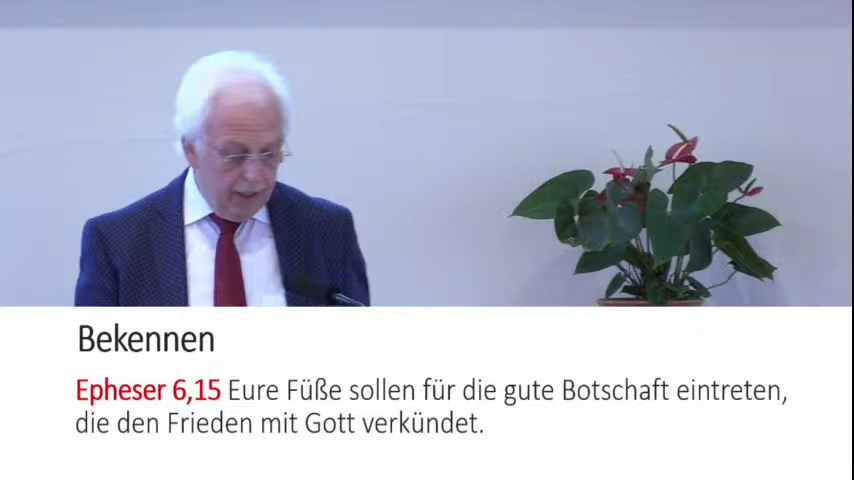 Bekennen
Epheser 6,15 Eure Füße sollen für die gute Botschaft eintreten,
die den Frieden mit Gott verkündet.